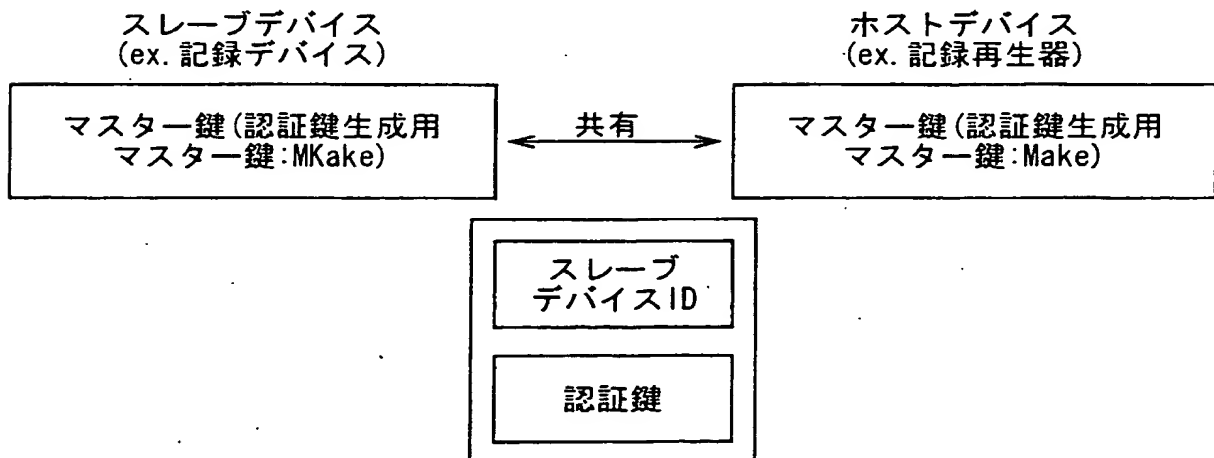 スレーブデバイス
(ex.記録デバイス)
ホストデバイス
(ex.記録再生器)
マスター鍵(認証鍵生成用
マスター鍵:MKake)
共有
マスター鍵(認証鍵生成用
マスター鍵:Make)
スレーブ
デバイスID
認証鍵